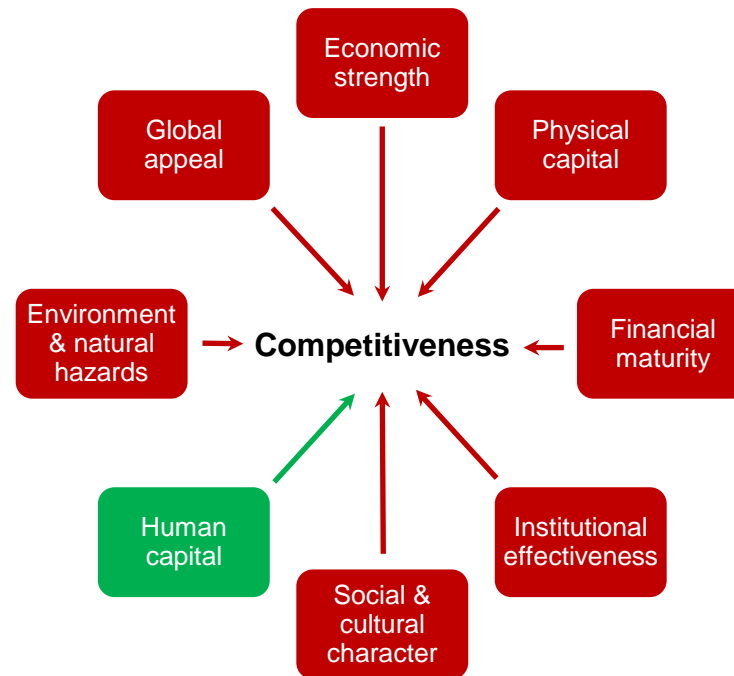 Economic
strength
Global
appeal
Physical
capital
Environment
& natural
hazards
Competitiveness
Financial
maturity
Human
capital
Institutional
effectiveness
Social &
cultural
character